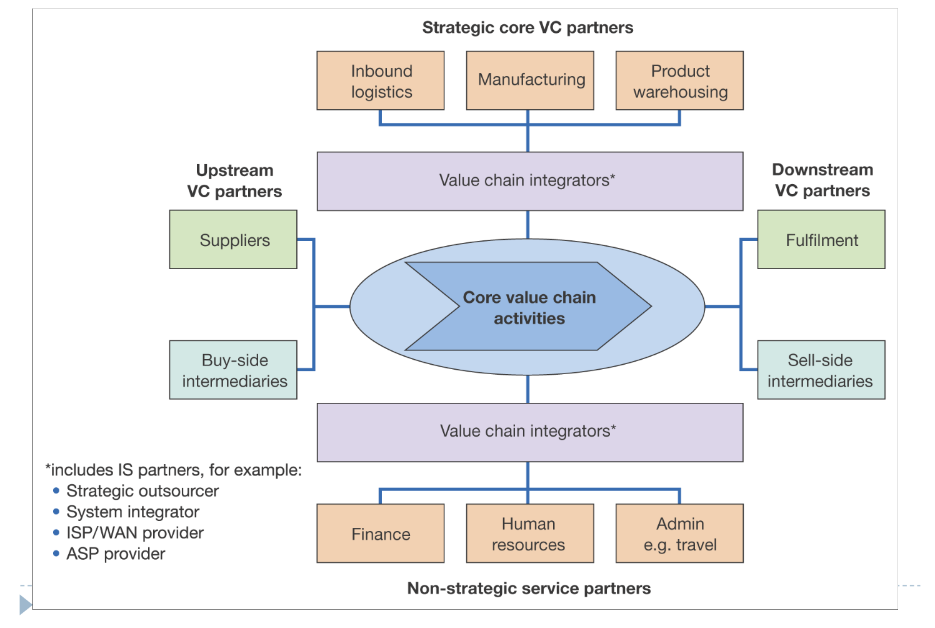 Strategic core VC partners
Inbound
logistics
Manufacturing
Product
warehousing
Value chain integrators*
Upstream
VC partners
Downstream
VC partners
Suppliers
Fulfilment
Core value chain
activities
Buy-side
intermediaries
Sell-side
intermediaries
Value chain integrators*
*includes IS partners, for example:
• Strategic outsourcer
• System integrator
• ISP/WAN provider
• ASP provider
Finance
Human
resources
Admin
e.g. travel
Non-strategic service partners